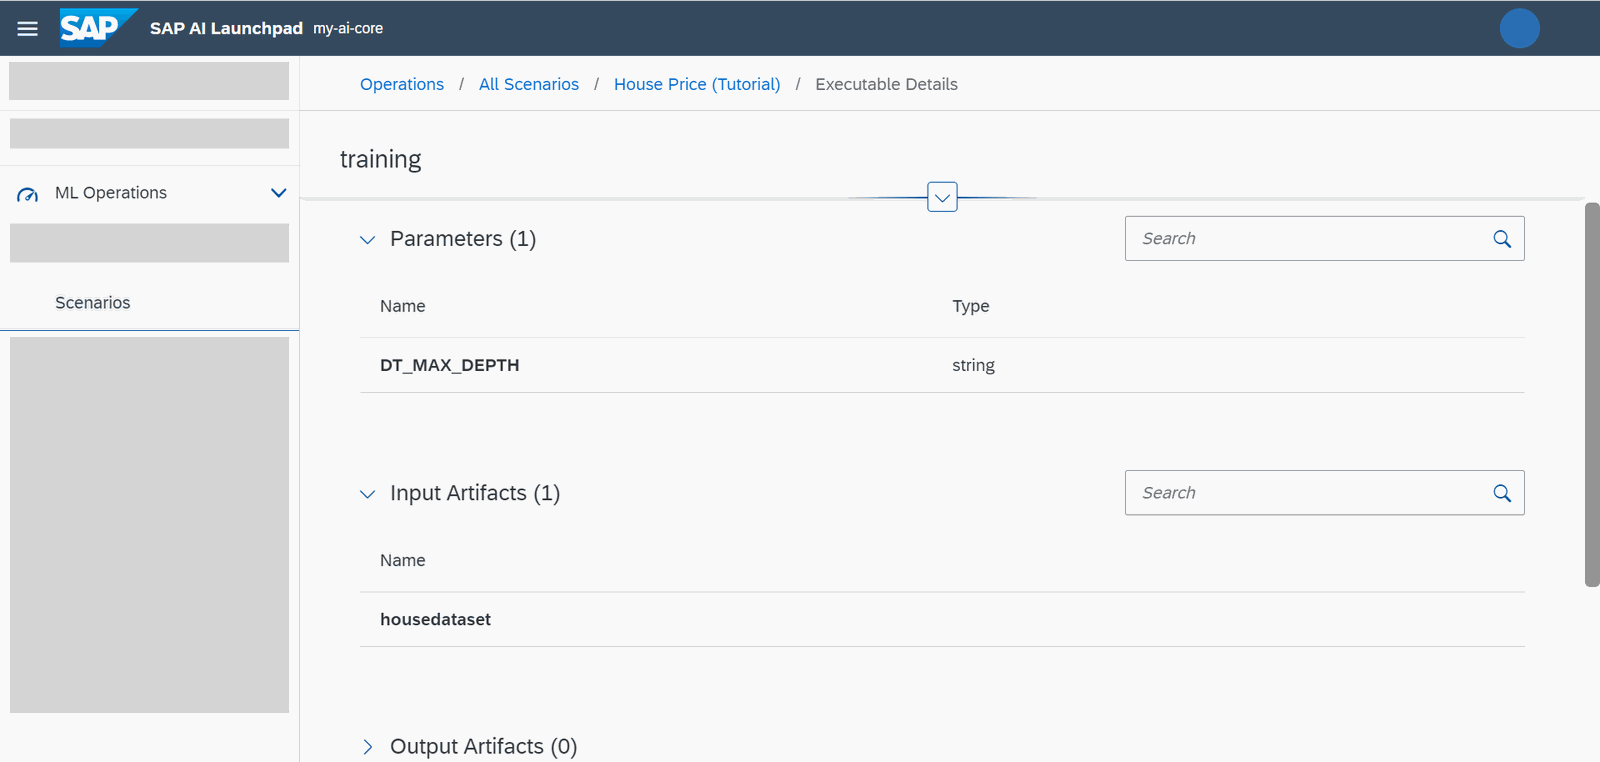 SAP SAP AI Launchpad my-ai-core
Operations / All Scenarios / House Price (Tutorial) / Executable Details
training
ML Operations
Scenarios
Parameters (1)
Search
Name Type
DT_MAX_DEPTH string
Input Artifacts (1)
Search
Name
housedataset
Output Artifacts (0)